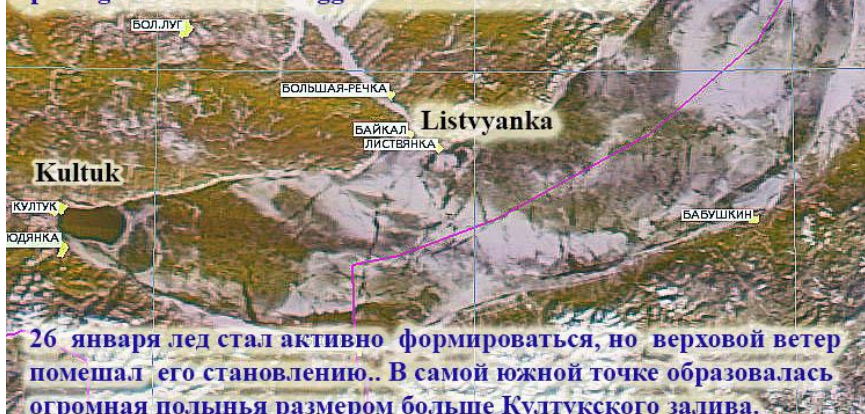 БОЛ.ЛУГ
БОЛЬШАЯ-РЕЧКА
Listvyanka
БАЙКАЛ
ЛИСТВЯНКА
Kultuk
КУЛТУК
БАБУШКИН
ЮДЯНКА
26 января лед стал активно формироваться, но верховой ветер
помешал его становлению.. В самой южной точке образовалась
огромная полынья размером больше Култукского залива.